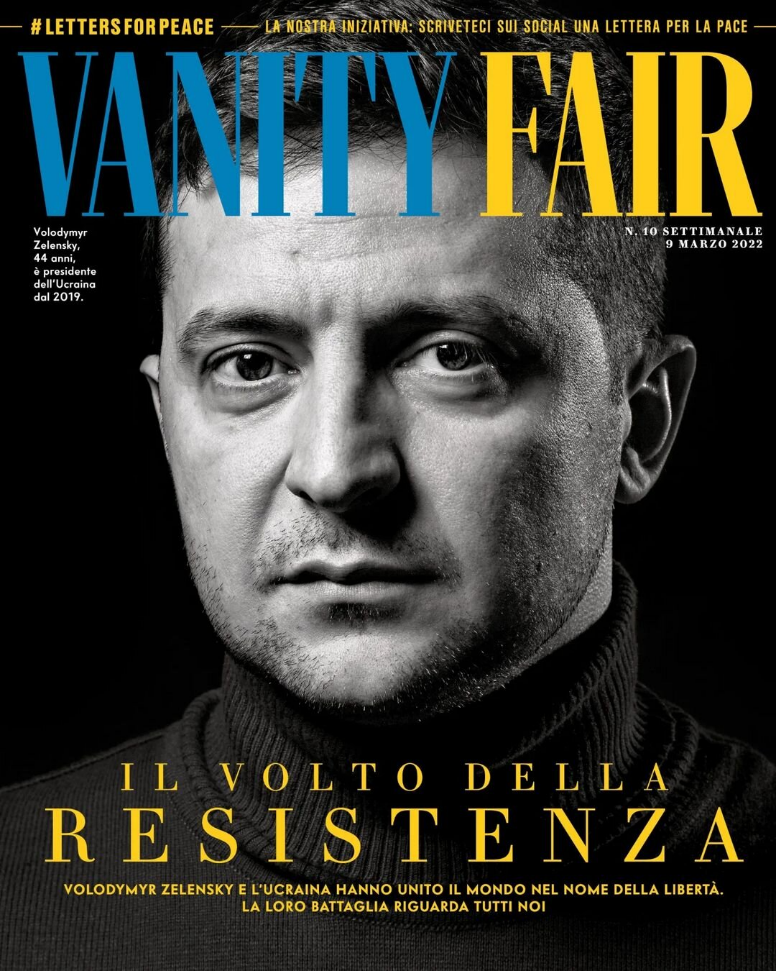 #LETTERSFORPEACE LA NOSTRA INIZIATIVA: SCRIVETECI SUI SOCIAL UNA LETTERA PER LA PACE
VANITY FAIR
Volodymyr
Zelensky,
44 anni,
è presidente
dell'Ucraina
dal 2019.
N. 10 SETTIMANALE
9 MARZO 2022
IL VOLTO DELLA
RESISTENZA
VOLODYMYR ZELENSKY E L'UCRAINA HANNO UNITO IL MONDO NEL NOME DELLA LIBERTÀ.
LA LORO BATTAGLIA RIGUARDA TUTTI NOI